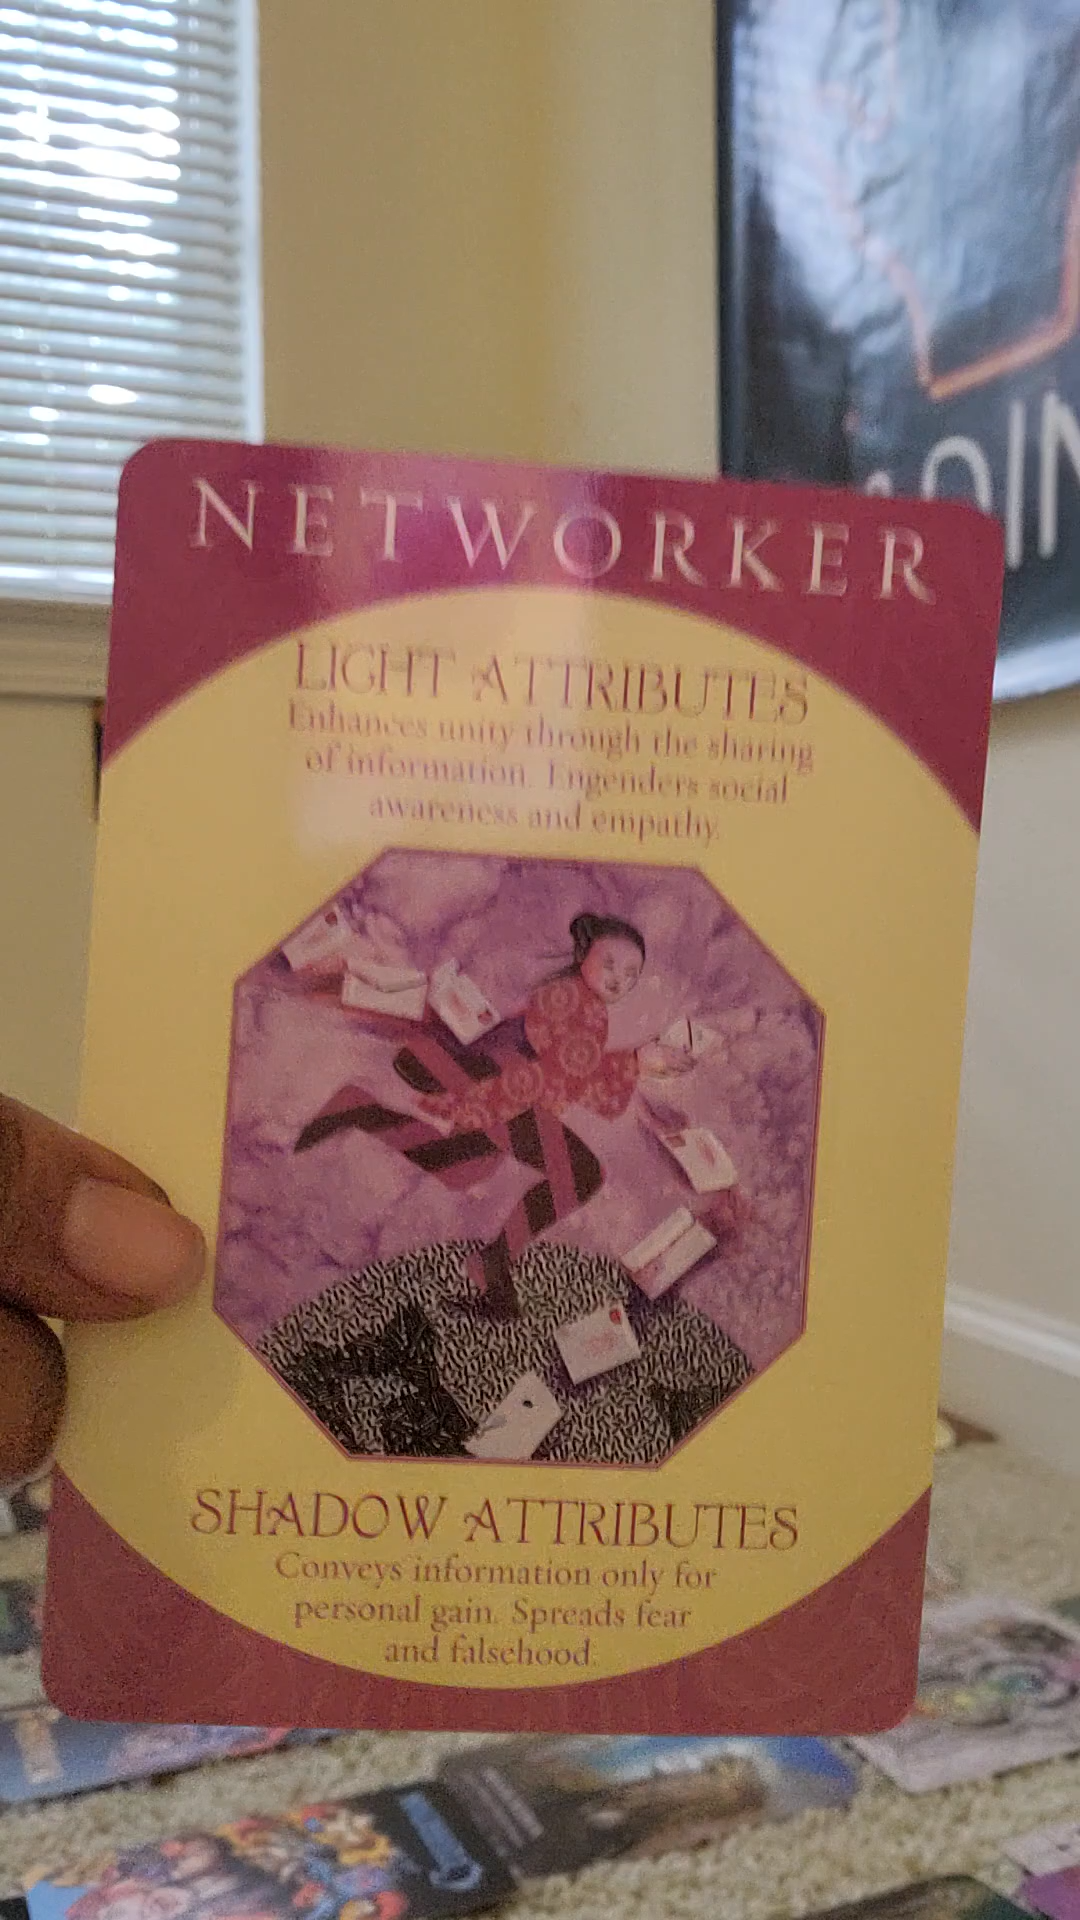 NETWORKER
LIGHT ATTRIBUTES
Enhances unity through the sharing
of information. Engenders social
awareness and empathy.
SHADOW ATTRIBUTES
Conveys information only for
personal gain. Spreads fear
and falsehood.